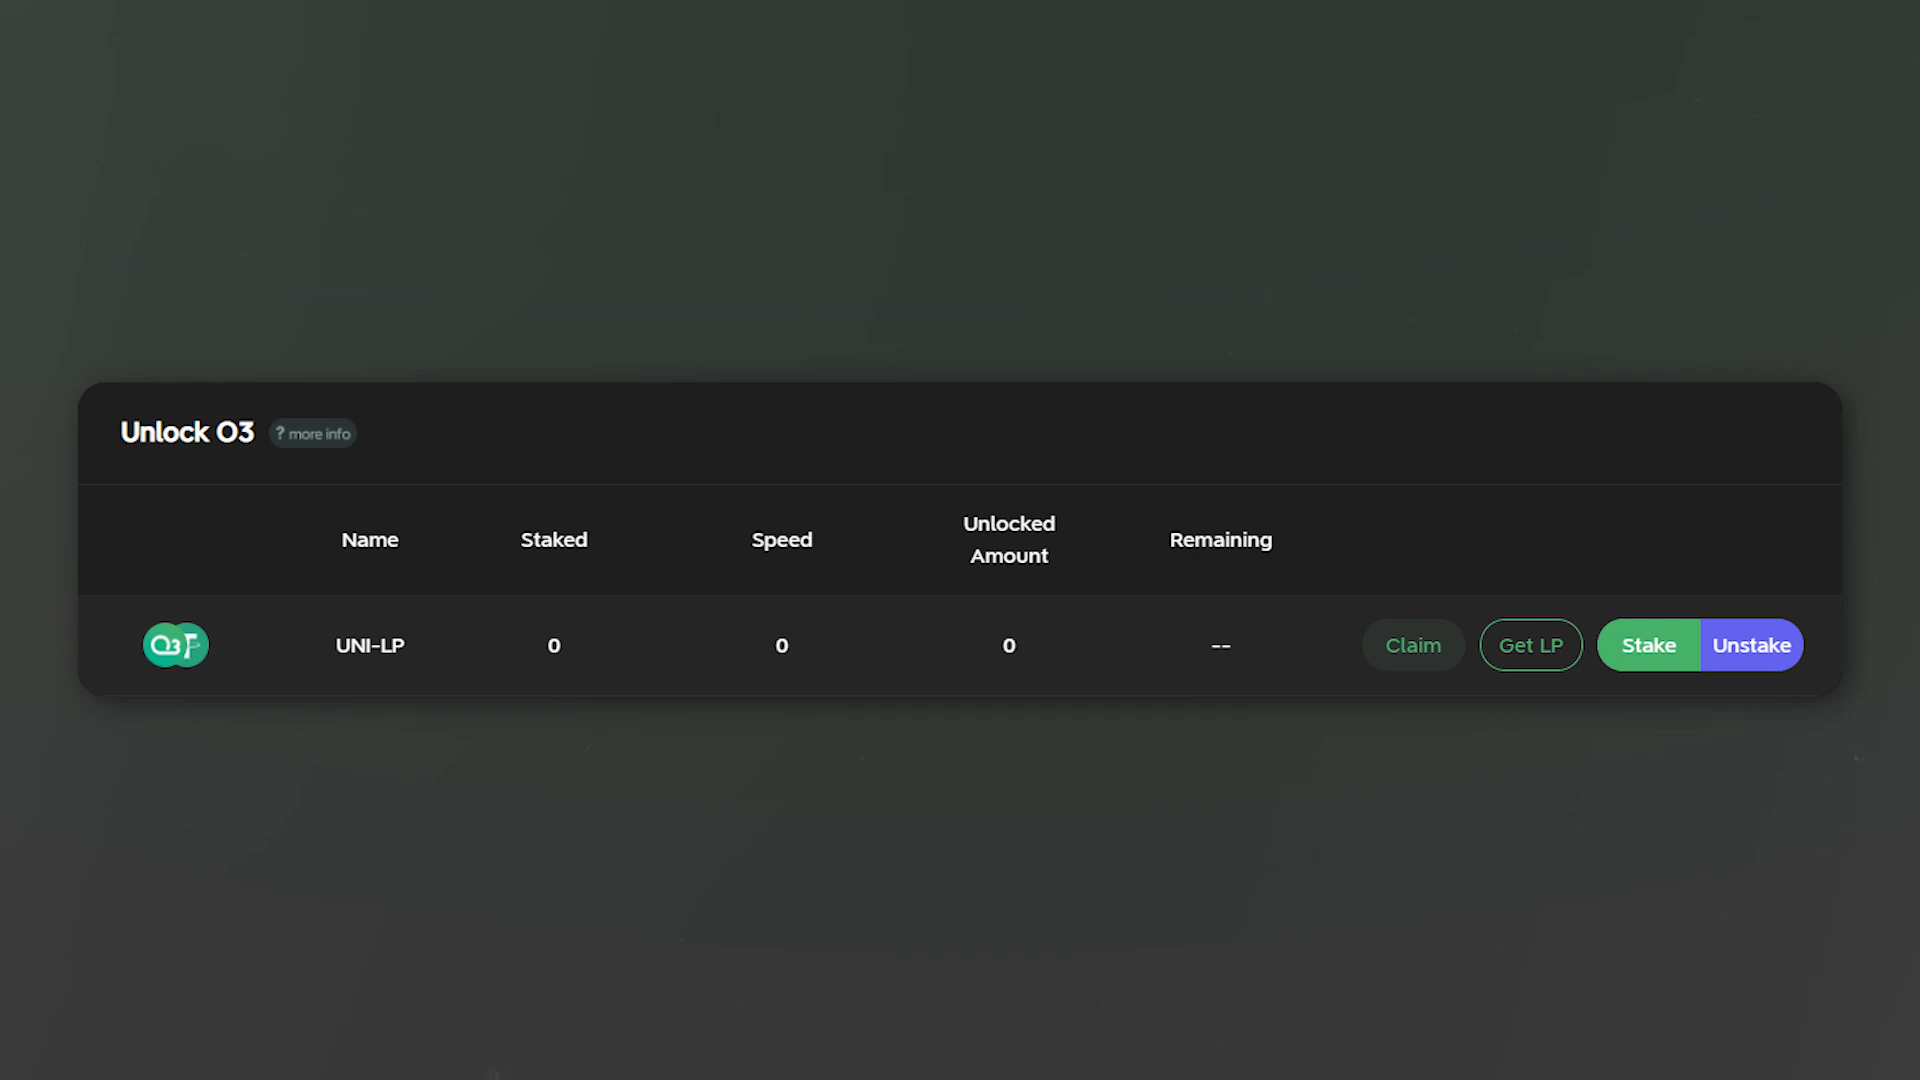 Unlock O3 ? more info
Name Staked Speed Unlocked Amount Remaining
O3 UNI-LP 0 0 0 -- Claim Get LP Stake Unstake